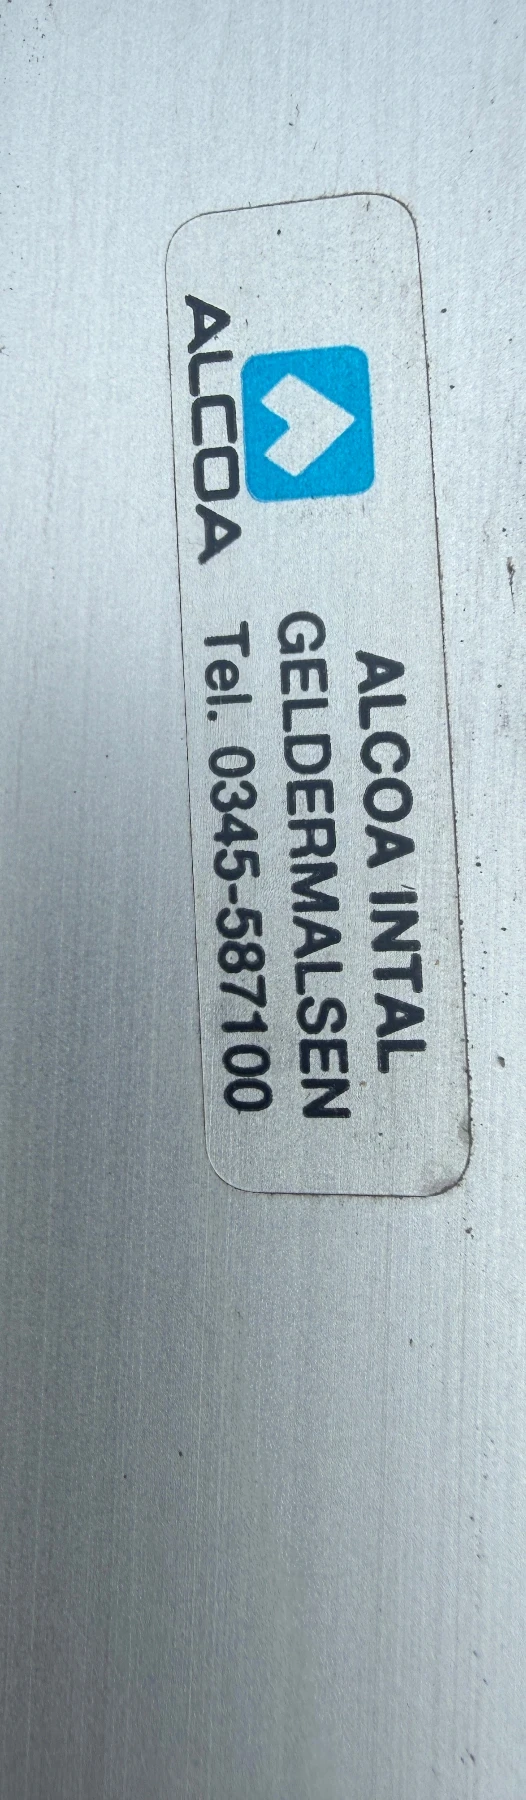 ALCOA
ALCOA INTAL
GELDERMALSEN
Tel. 0345-587100